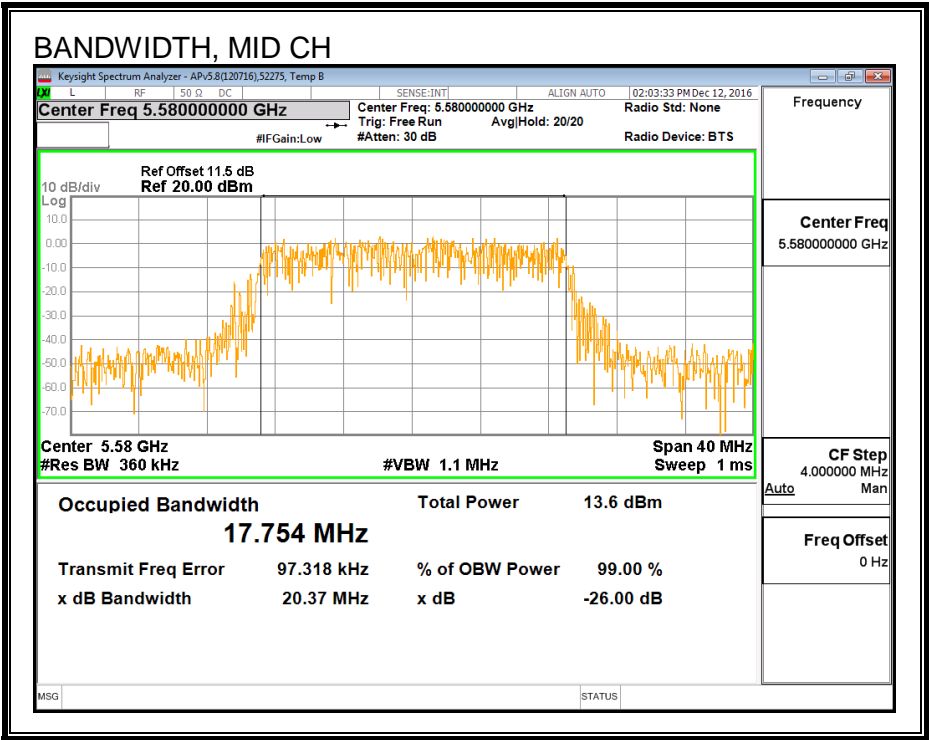 BANDWIDTH, MID CH
Keysight Spectrum Analyzer - APv5.8(120716),52275, Temp B
LXI L RF 50 Ω DC SENSE:INT ALIGN AUTO 02:03:33 PM Dec 12, 2016
Center Freq 5.580000000 GHz
Center Freq: 5.580000000 GHz
Radio Std: None
Trig: Free Run Avg|Hold: 20/20
#IFGain:Low
#Atten: 30 dB
Radio Device: BTS
Ref Offset 11.5 dB
10 dB/div Ref 20.00 dBm
Log
10.0
0.00
-10.0
-20.0
-30.0
-40.0
-50.0
-60.0
-70.0
Center 5.58 GHz Span 40 MHz
#Res BW 360 kHz #VBW 1.1 MHz Sweep 1 ms
Occupied Bandwidth Total Power 13.6 dBm
17.754 MHz
Transmit Freq Error 97.318 kHz % of OBW Power 99.00 %
x dB Bandwidth 20.37 MHz x dB -26.00 dB
MSG STATUS
Frequency
Center Freq
5.580000000 GHz
CF Step
4.000000 MHz
Auto Man
Freq Offset
0 Hz